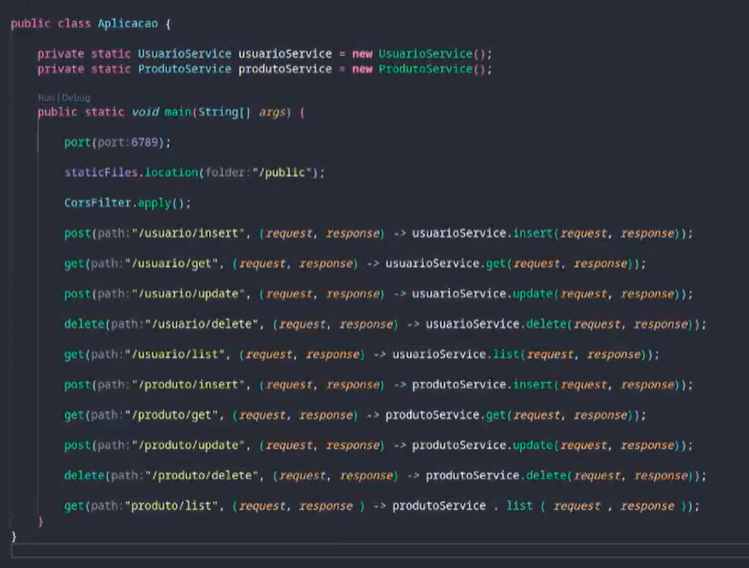 public class Aplicacao {
private static UsuarioService usuarioService = new UsuarioService();
private static ProdutoService produtoService = new ProdutoService();
Run | Debug
public static void main(String[] args) {
port(port:6789);
staticFiles.location(folder:"/public");
CorsFilter.apply();
post(path:"/usuario/insert", (request, response) -> usuarioService.insert(request, response));
get(path:"/usuario/get", (request, response) -> usuarioService.get(request, response));
post(path:"/usuario/update", (request, response) -> usuarioService.update(request, response));
delete(path:"/usuario/delete", (request, response) -> usuarioService.delete(request, response));
get(path:"/usuario/list", (request, response) -> usuarioService.list(request, response));
post(path:"/produto/insert", (request, response) -> produtoService.insert(request, response));
get(path:"/produto/get", (request, response) -> produtoService.get(request, response));
post(path:"/produto/update", (request, response) -> produtoService.update(request, response));
delete(path:"/produto/delete", (request, response) -> produtoService.delete(request, response));
get(path:"produto/list", (request, response ) -> produtoService . list ( request , response ));
}
}